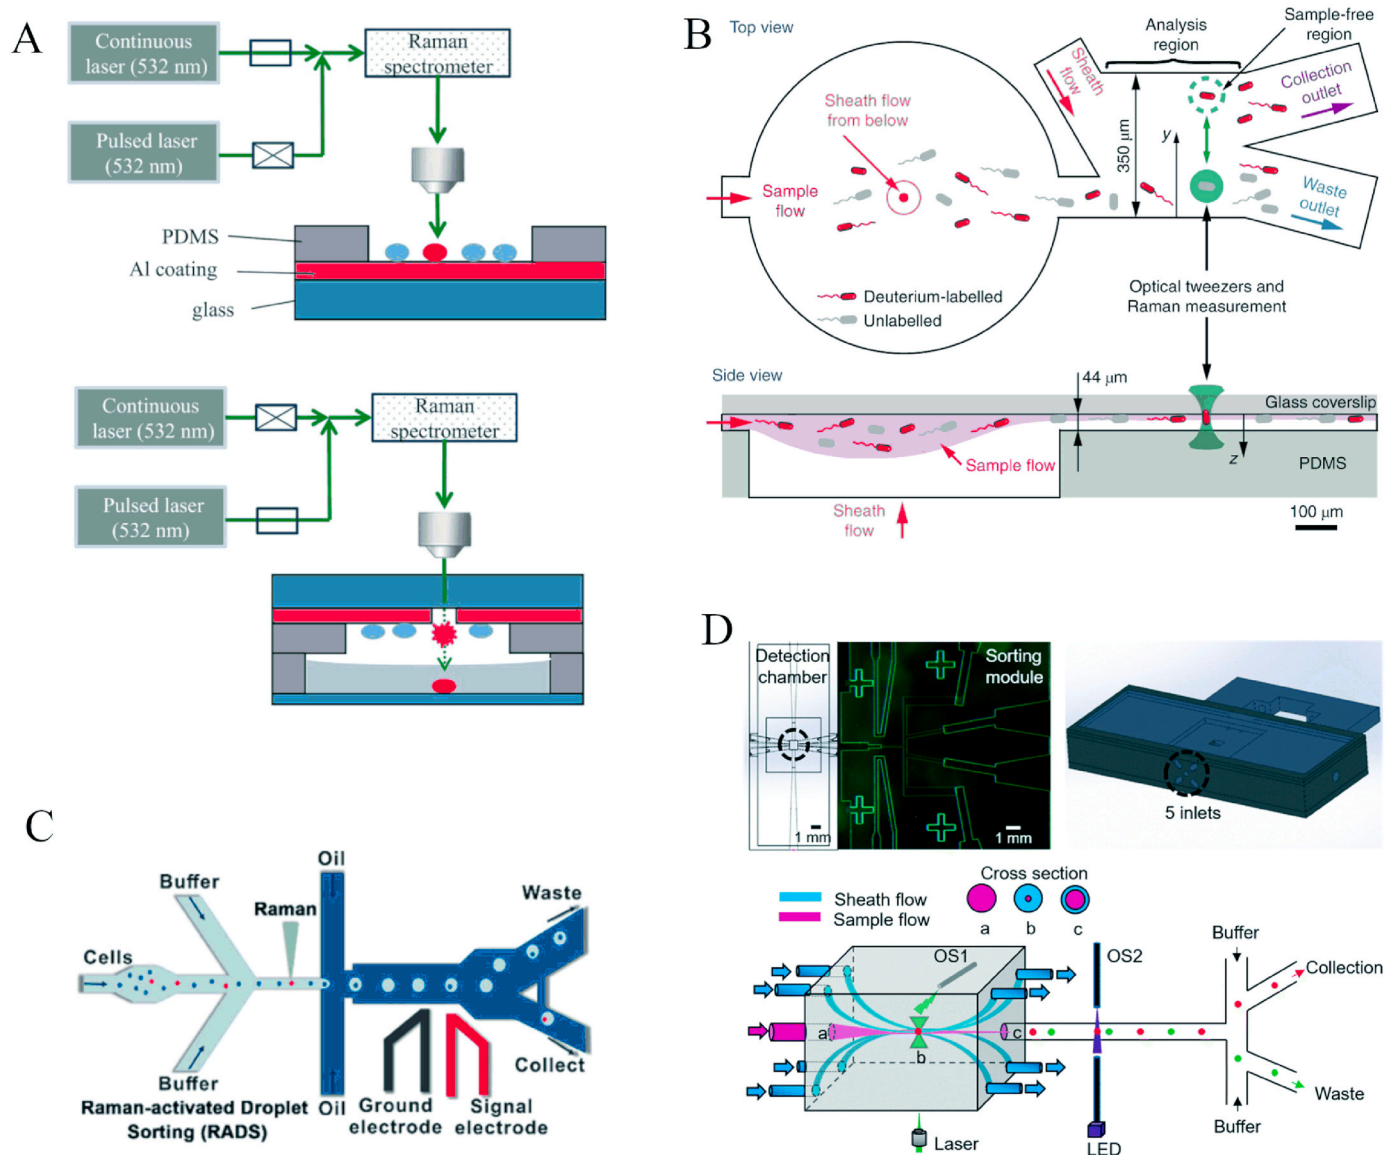 A
Continuous
laser (532 nm)
Raman
spectrometer
Pulsed laser
(532 nm)
PDMS
Al coating
glass
Continuous
laser (532 nm)
Raman
spectrometer
Pulsed laser
(532 nm)
B
Top view
Analysis
region
Sample-free
region
Sheath
flow
Collection
outlet
Sheath flow
from below
350 μm
y
Sample
flow
Waste
outlet
Optical tweezers and
Raman measurement
Deuterium-labelled
Unlabelled
Side view
44 μm
Glass coverslip
Sample flow
z
PDMS
Sheath
flow
100 μm
C
Oil
Buffer
Waste
Raman
Cells
Buffer
Collect
Raman-activated Droplet
Sorting (RADS)
Oil
Ground
electrode
Signal
electrode
D
Detection
chamber
Sorting
module
1 mm
1 mm
5 inlets
Cross section
Sheath flow
Sample flow
a
b
c
OS1
OS2
Buffer
Collection
a
b
c
Waste
Laser
LED
Buffer